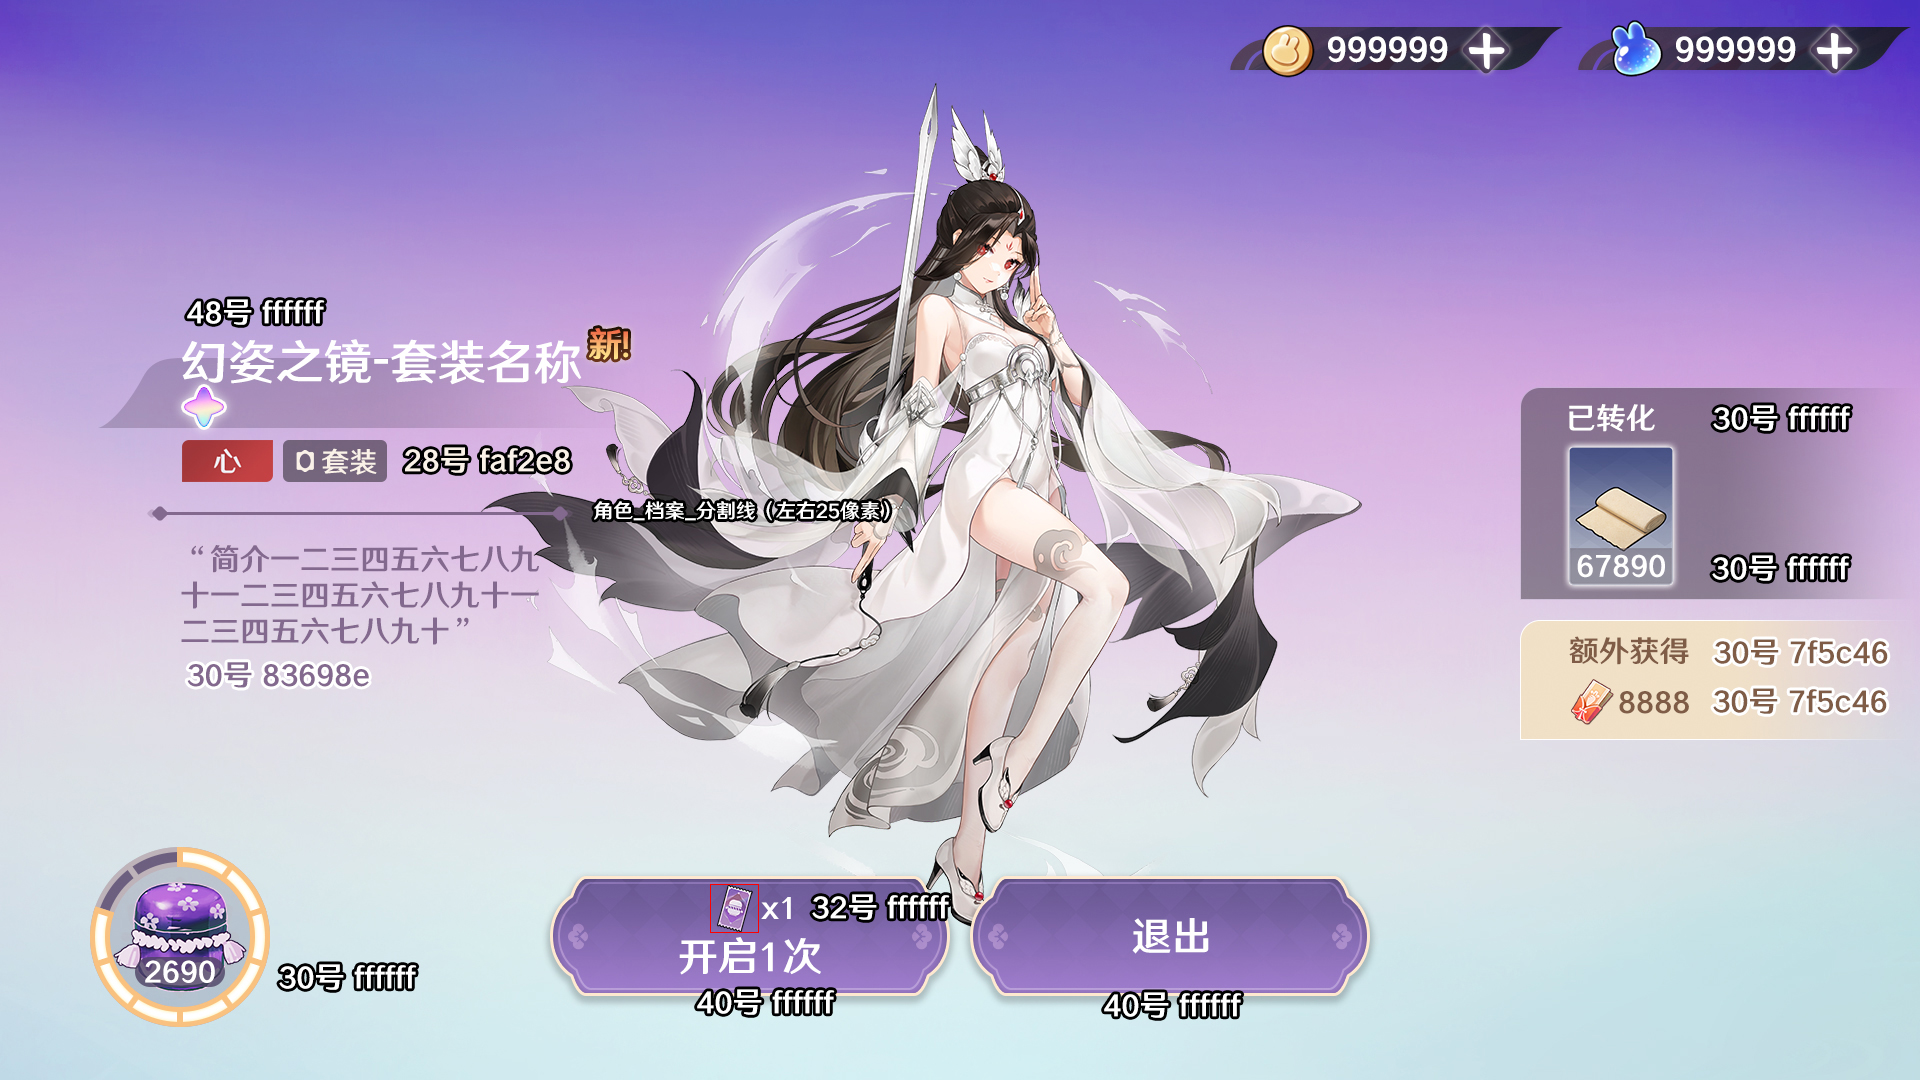 999999
999999
48号 ffffff
幻姿之镜-套装名称
新!
心
套装
28号 faf2e8
角色_档案_分割线（左右25像素）
“简介一二三四五六七八九
十一二三四五六七八九十一
二三四五六七八九十”
30号 83698e
已转化
30号 ffffff
67890
30号 ffffff
额外获得
30号 7f5c46
8888
30号 7f5c46
2690
30号 ffffff
x1
32号 ffffff
开启1次
40号 ffffff
退出
40号 ffffff